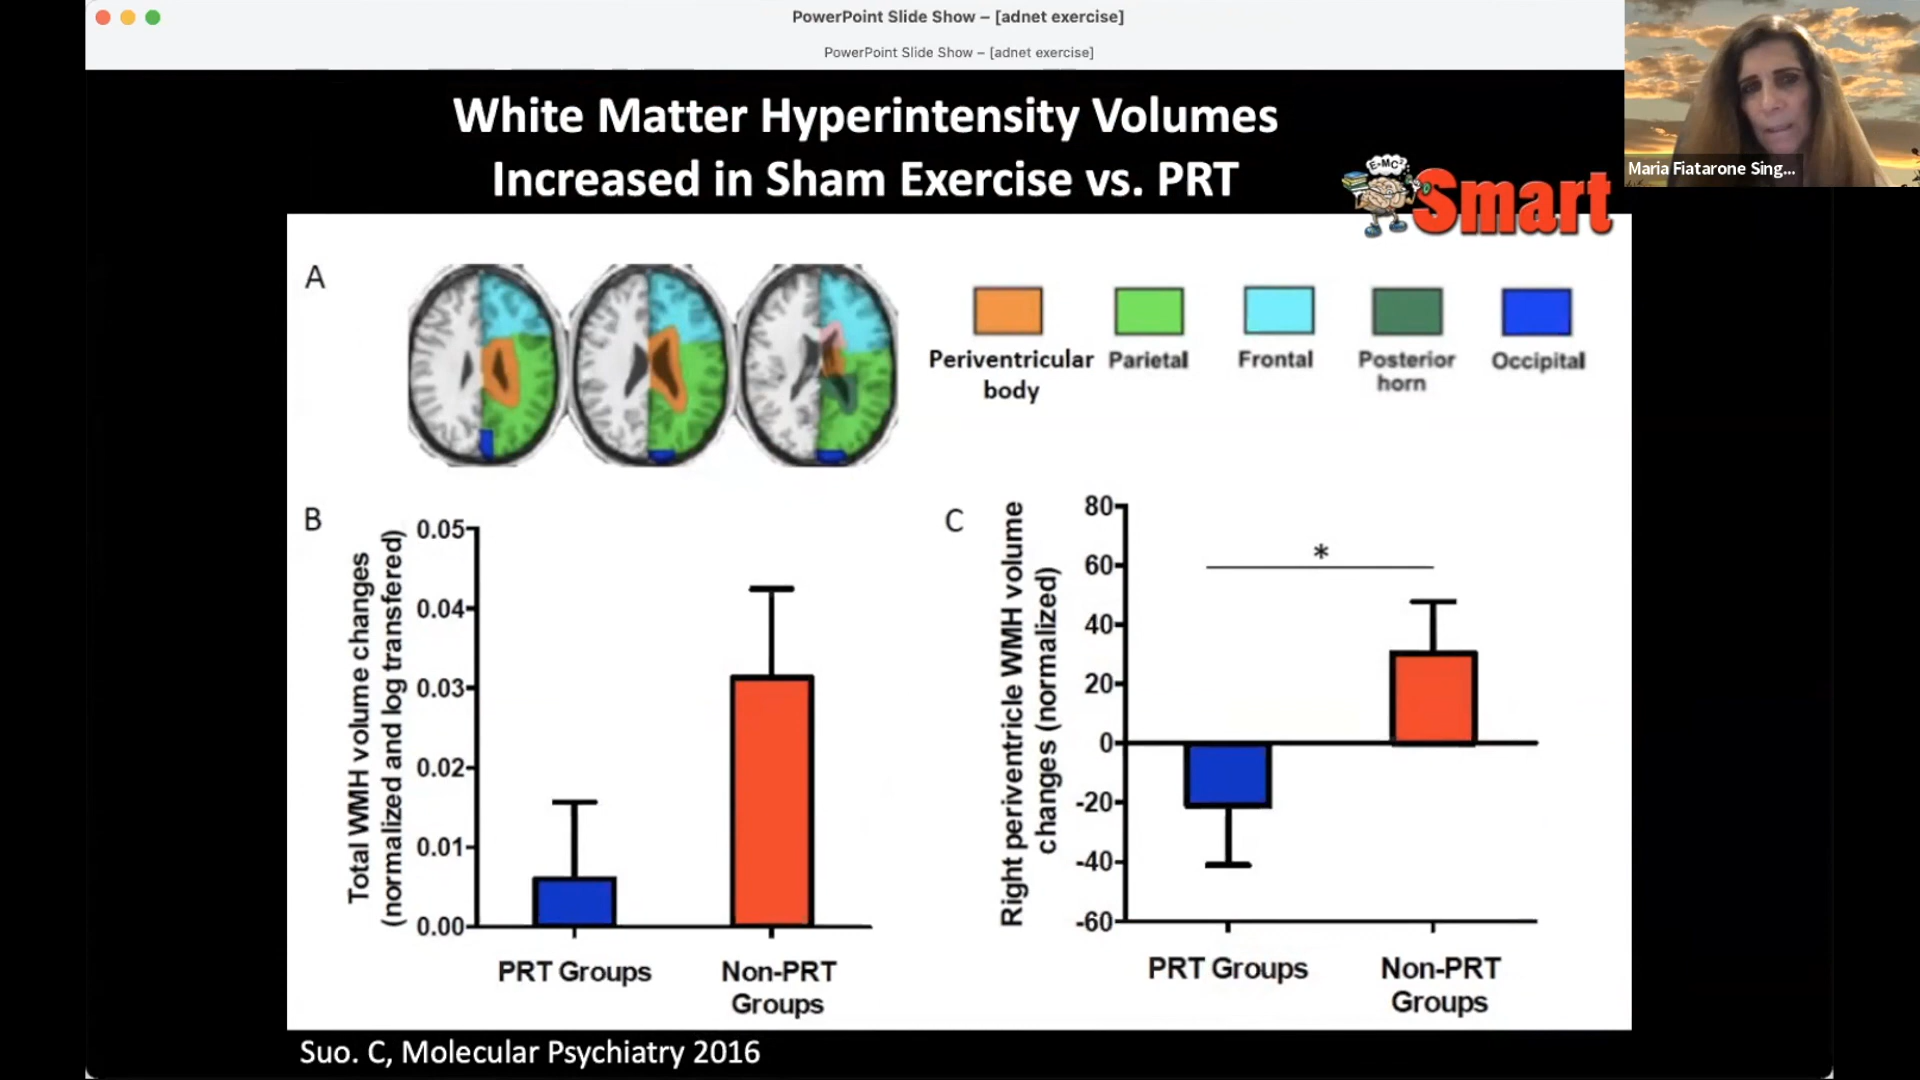 PowerPoint Slide Show – [adnet exercise]
PowerPoint Slide Show – [adnet exercise]
White Matter Hyperintensity Volumes
Increased in Sham Exercise vs. PRT
E=MC²
Smart
Maria Fiatarone Sing...
A
Periventricular
body
Parietal
Frontal
Posterior
horn
Occipital
B
Total WMH volume changes
(normalized and log transfered)
0.05
0.04
0.03
0.02
0.01
0.00
PRT Groups
Non-PRT
Groups
C
Right periventricle WMH volume
changes (normalized)
80
60
40
20
0
-20
-40
-60
*
PRT Groups
Non-PRT
Groups
Suo. C, Molecular Psychiatry 2016